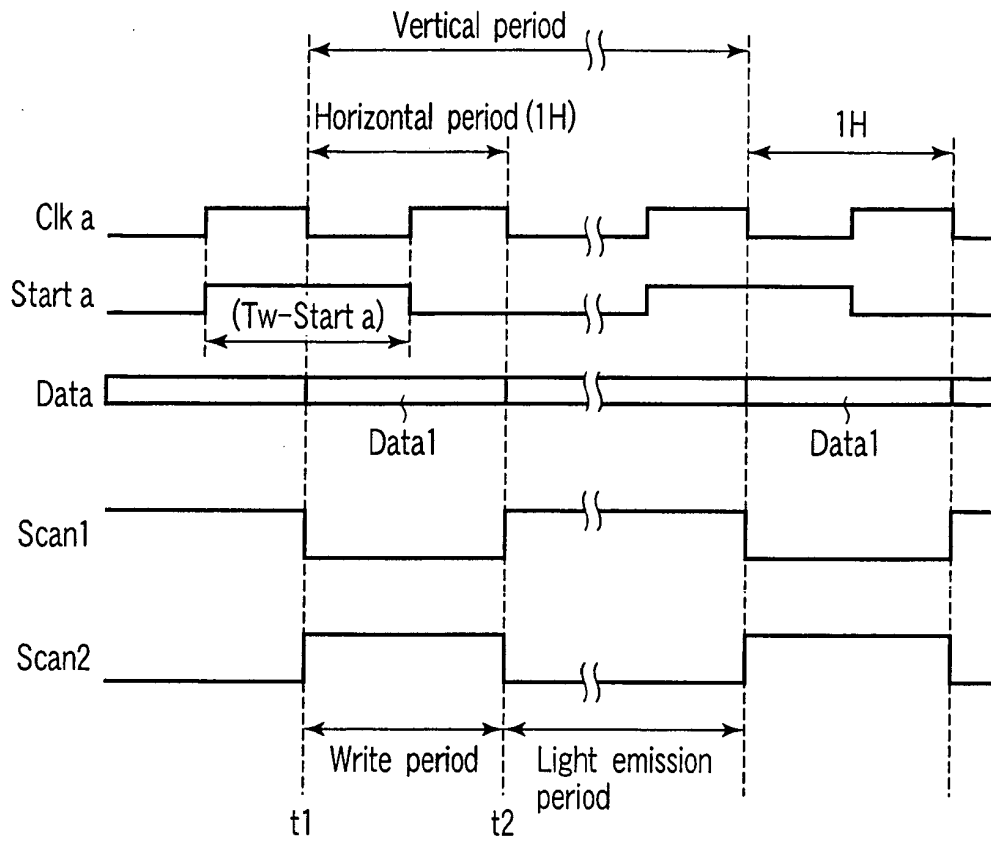 Vertical period
Horizontal period (1H)
1H
Clk a
Start a
(Tw-Start a)
Data
Data1
Data1
Scan1
Scan2
Write period
Light emission
period
t1
t2